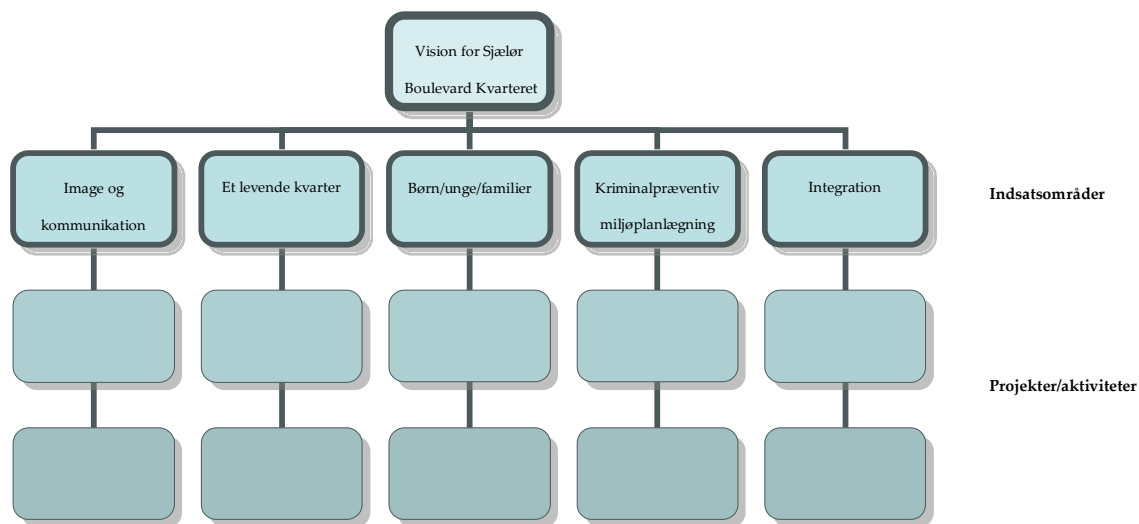 Vision for Sjælør
Boulevard Kvarteret
Image og
kommunikation
Et levende kvarter
Børn/unge/familier
Kriminalpræventiv
miljøplanlægning
Integration
Indsatsområder
Projekter/aktiviteter